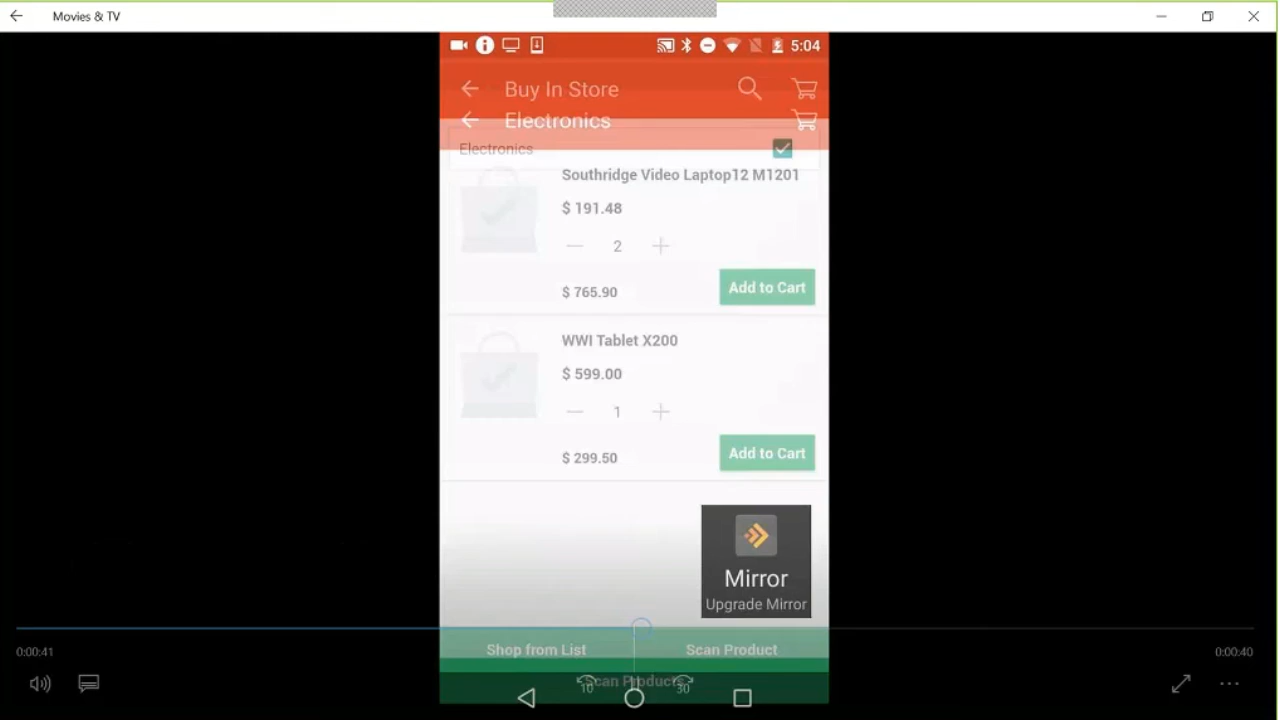 Movies & TV
5:04
Buy In Store
Electronics
Electronics
Southridge Video Laptop12 M1201
$ 191.48
2
$ 765.90
Add to Cart
WWI Tablet X200
$ 599.00
1
$ 299.50
Add to Cart
Mirror
Upgrade Mirror
Shop from List
Scan Product
0:00:41
0:00:40
Scan Products
10
30